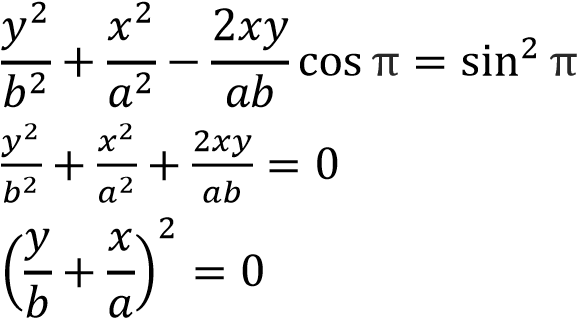 y²/b² + x²/a² − 2xy/ab cos π = sin² π
y²/b² + x²/a² + 2xy/ab = 0
(y/b + x/a)² = 0